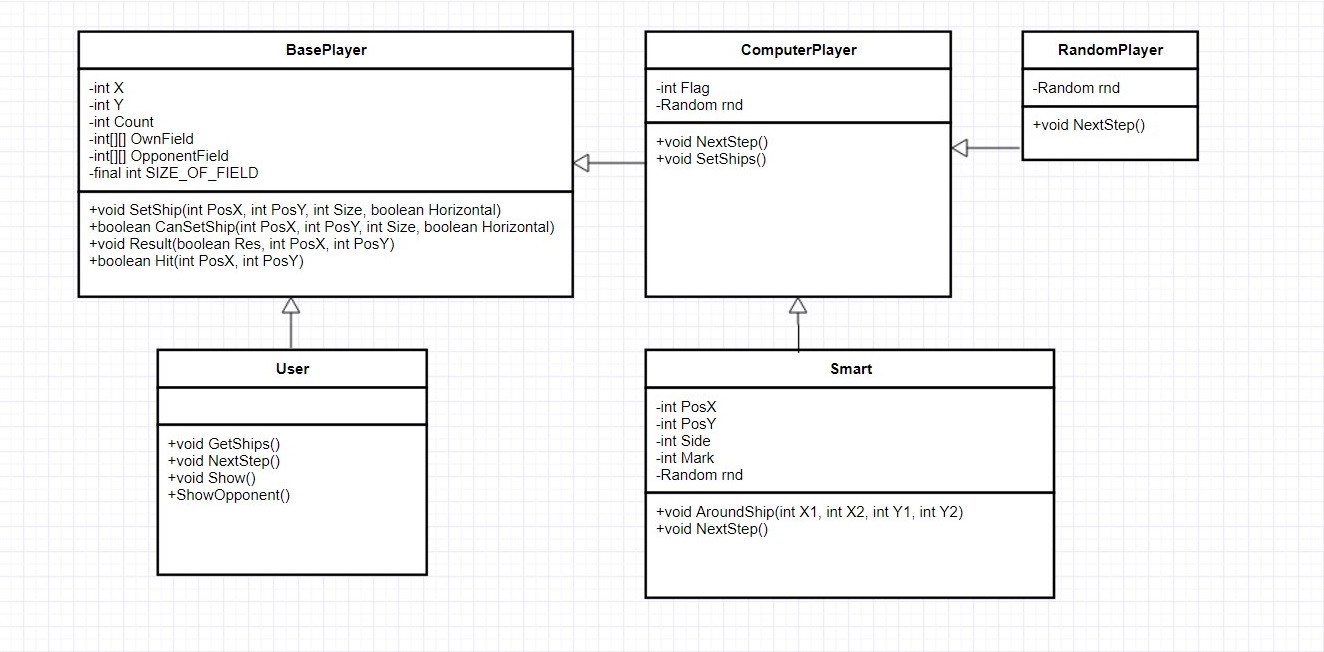 BasePlayer
-int X
-int Y
-int Count
-int[][] OwnField
-int[][] OpponentField
-final int SIZE_OF_FIELD
+void SetShip(int PosX, int PosY, int Size, boolean Horizontal)
+boolean CanSetShip(int PosX, int PosY, int Size, boolean Horizontal)
+void Result(boolean Res, int PosX, int PosY)
+boolean Hit(int PosX, int PosY)
ComputerPlayer
-int Flag
-Random rnd
+void NextStep()
+void SetShips()
RandomPlayer
-Random rnd
+void NextStep()
User
+void GetShips()
+void NextStep()
+void Show()
+ShowOpponent()
Smart
-int PosX
-int PosY
-int Side
-int Mark
-Random rnd
+void AroundShip(int X1, int X2, int Y1, int Y2)
+void NextStep()